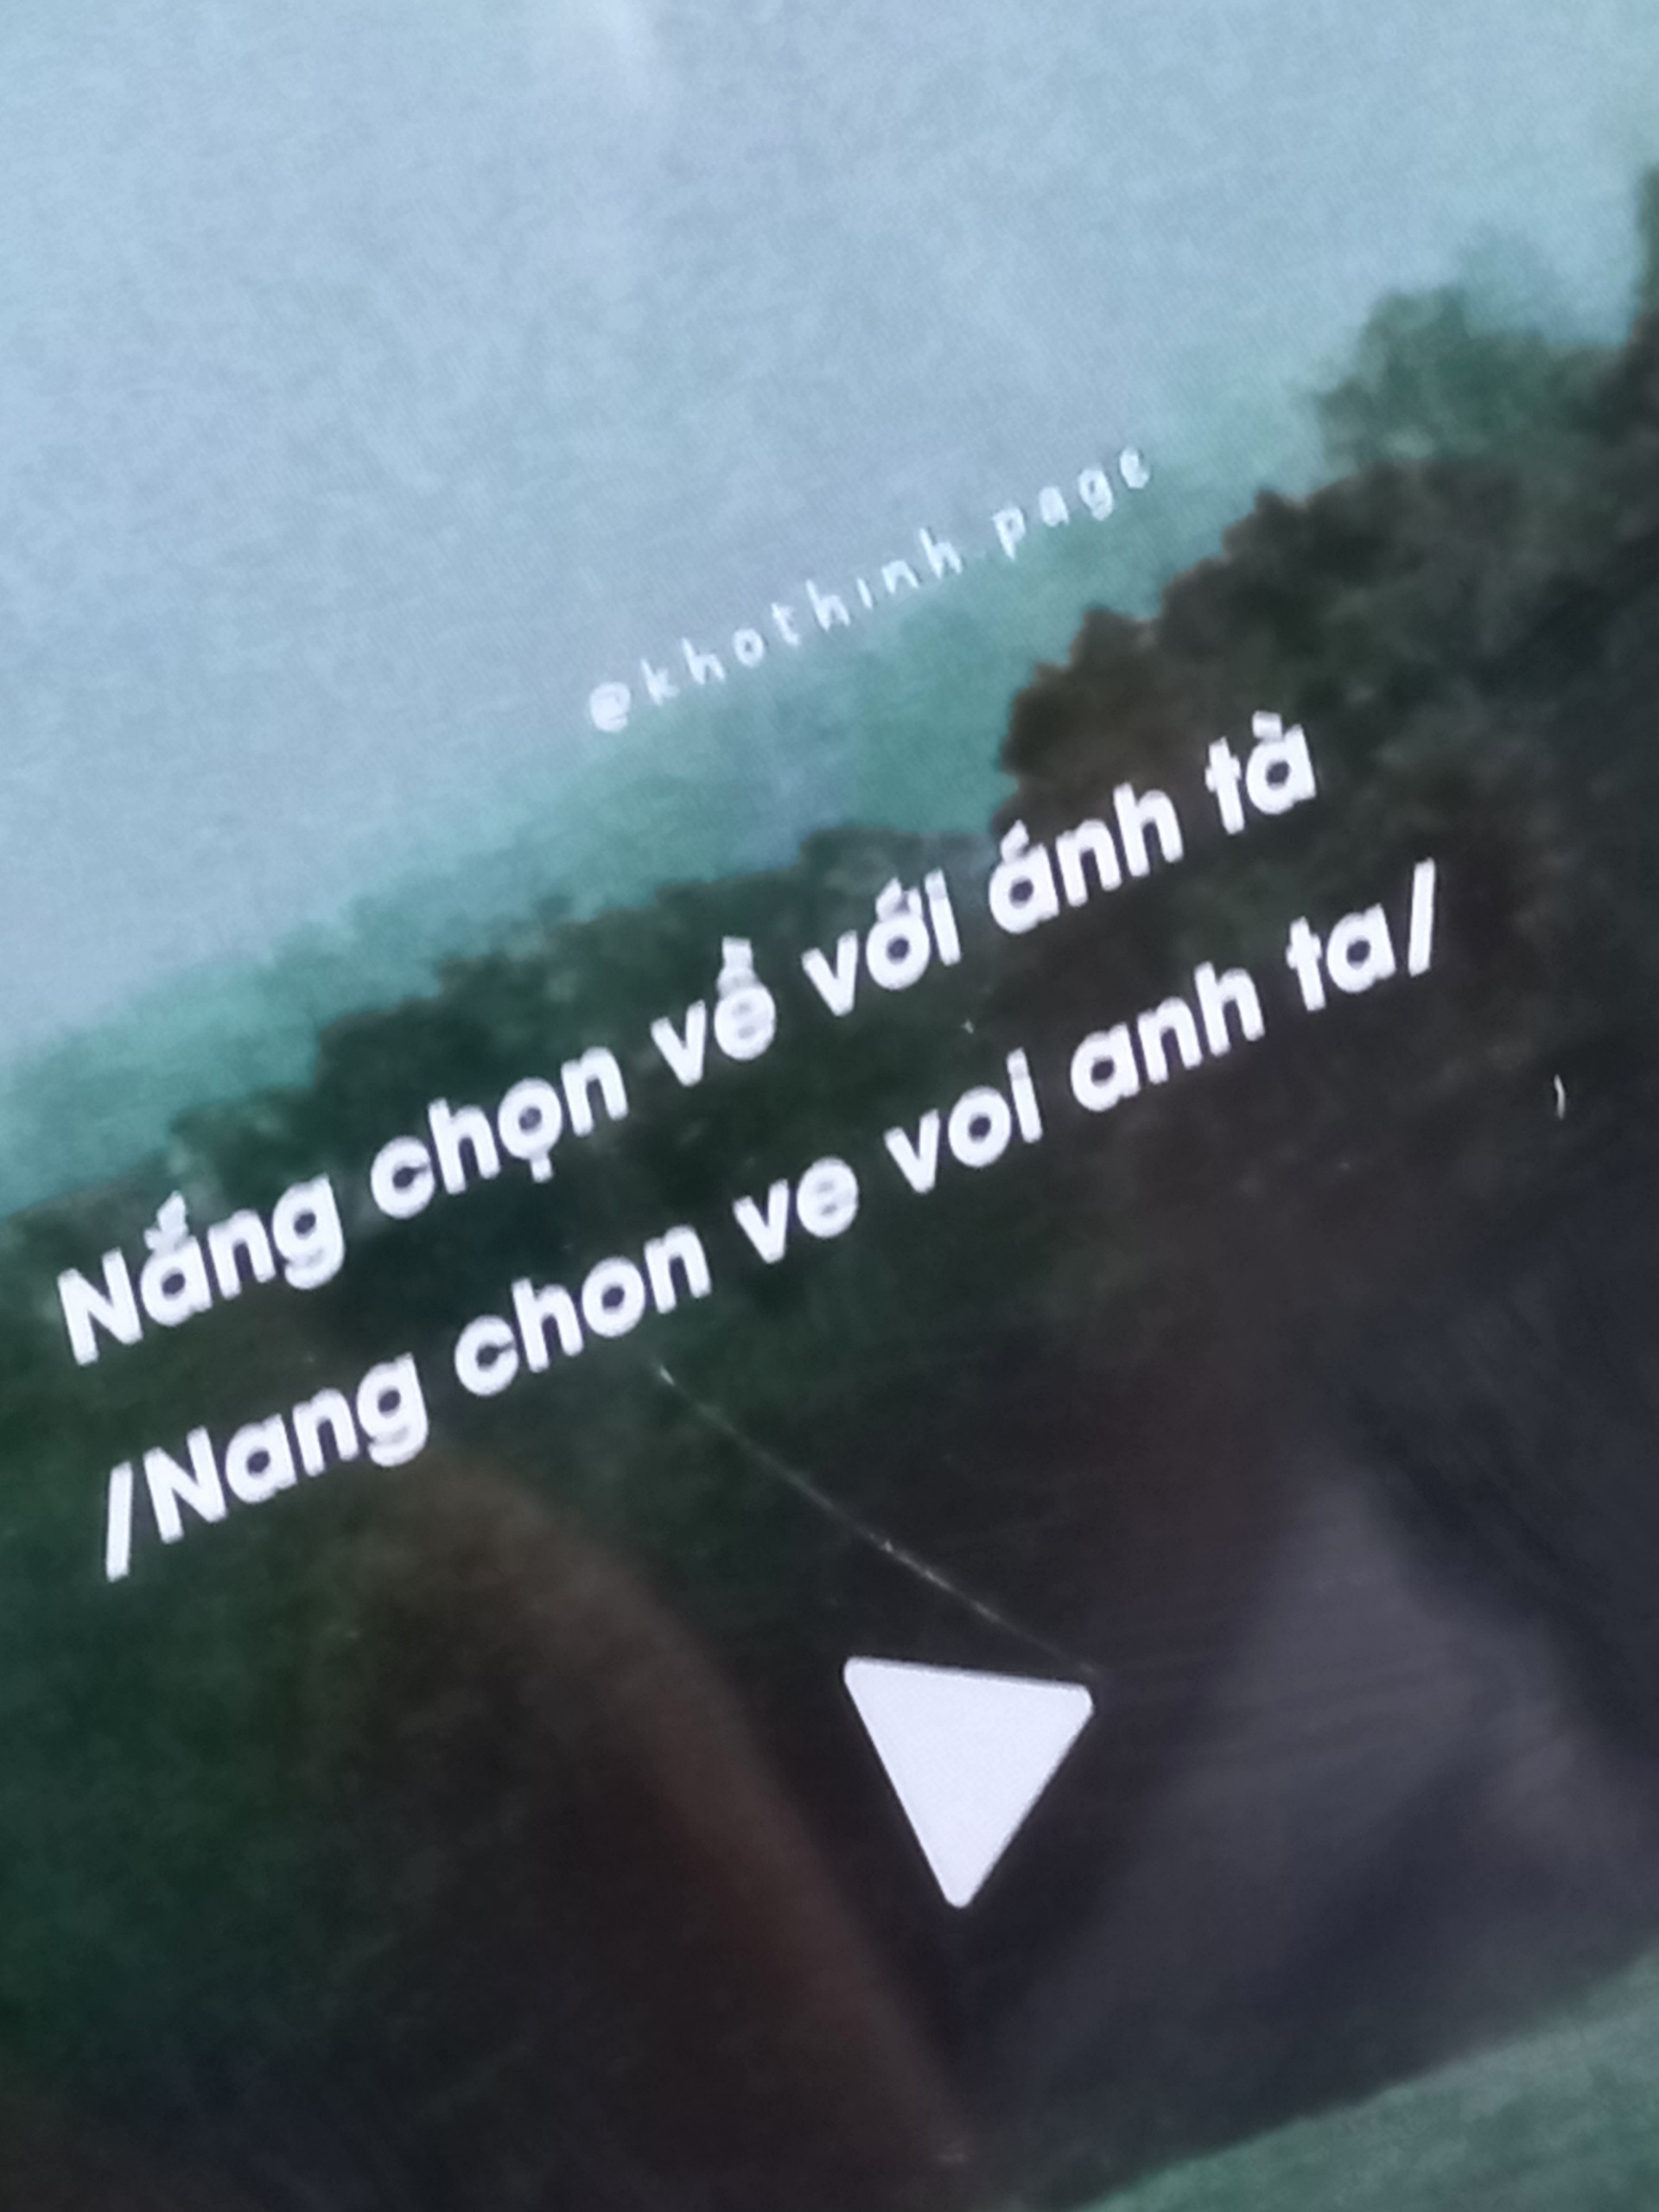 @khothinh.page
Nắng chọn về với ánh tà
/Nang chon ve voi anh ta/